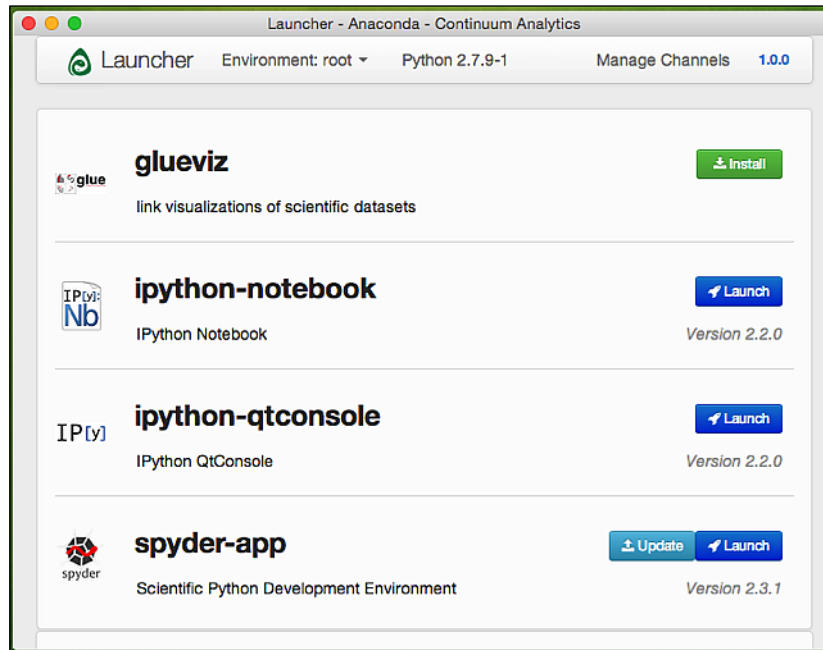 Launcher - Anaconda - Continuum Analytics
Launcher Environment: root Python 2.7.9-1 Manage Channels 1.0.0
glue
glueviz
Install
link visualizations of scientific datasets
IP[y]:
Nb
ipython-notebook
Launch
IPython Notebook
Version 2.2.0
IP[y]
ipython-qtconsole
Launch
IPython QtConsole
Version 2.2.0
spyder
spyder-app
Update Launch
Scientific Python Development Environment
Version 2.3.1